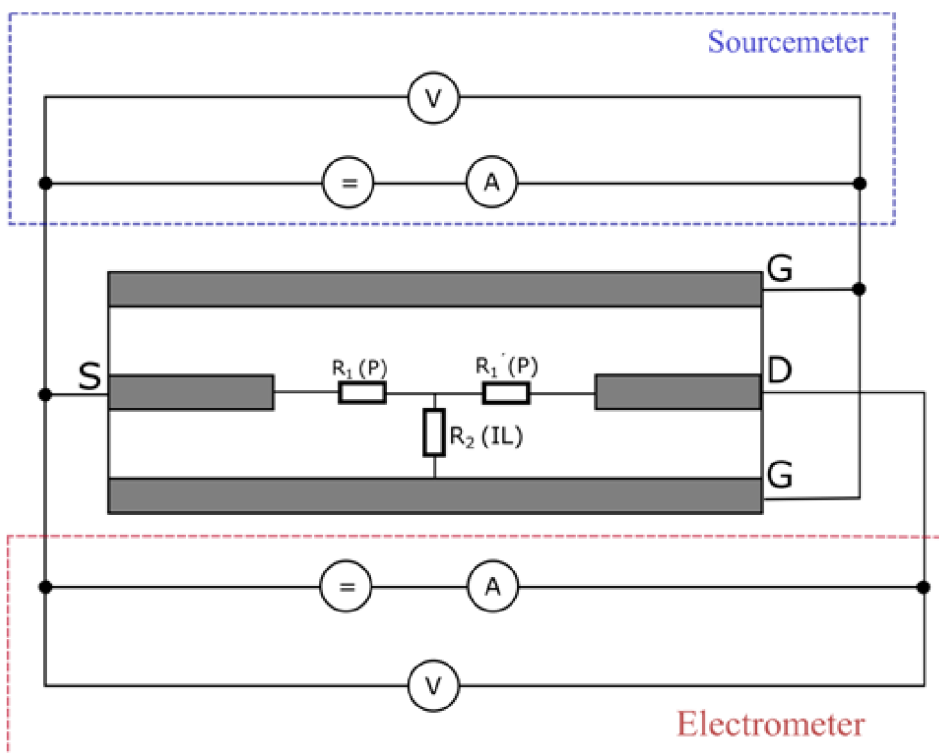 Sourcemeter
V
= A
G
S R₁ (P) R₁´(P) D
R₂ (IL)
G
= A
V
Electrometer